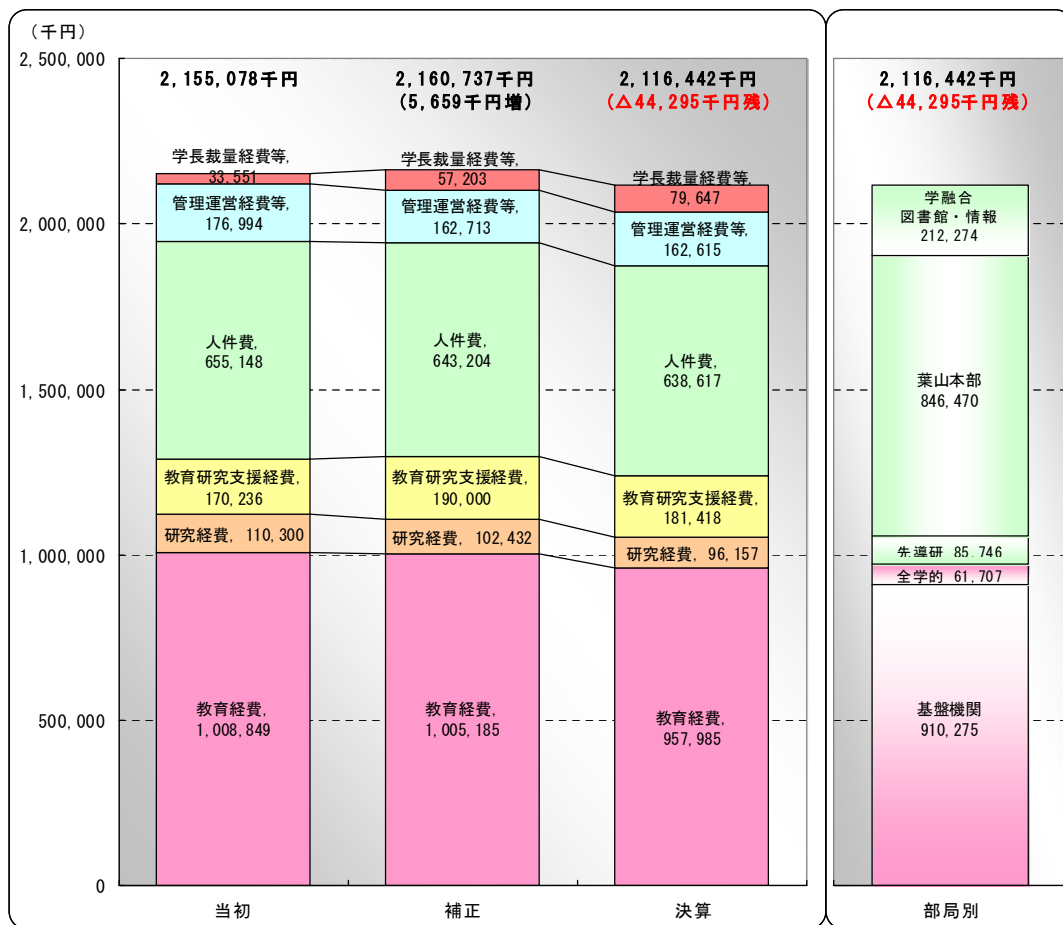 （千円）
2,500,000
2,000,000
1,500,000
1,000,000
500,000
0
2,155,078千円
学長裁量経費等,
33,551
管理運営経費等,
176,994
人件費,
655,148
教育研究支援経費,
170,236
研究経費, 110,300
教育経費,
1,008,849
当初
2,160,737千円
(5,659千円増)
学長裁量経費等,
57,203
管理運営経費等,
162,713
人件費,
643,204
教育研究支援経費,
190,000
研究経費, 102,432
教育経費,
1,005,185
補正
2,116,442千円
(△44,295千円残)
学長裁量経費等,
79,647
管理運営経費等,
162,615
人件費,
638,617
教育研究支援経費,
181,418
研究経費, 96,157
教育経費,
957,985
決算
2,116,442千円
(△44,295千円残)
学融合
図書館・情報
212,274
葉山本部
846,470
先導研 85,746
全学的 61,707
基盤機関
910,275
部局別